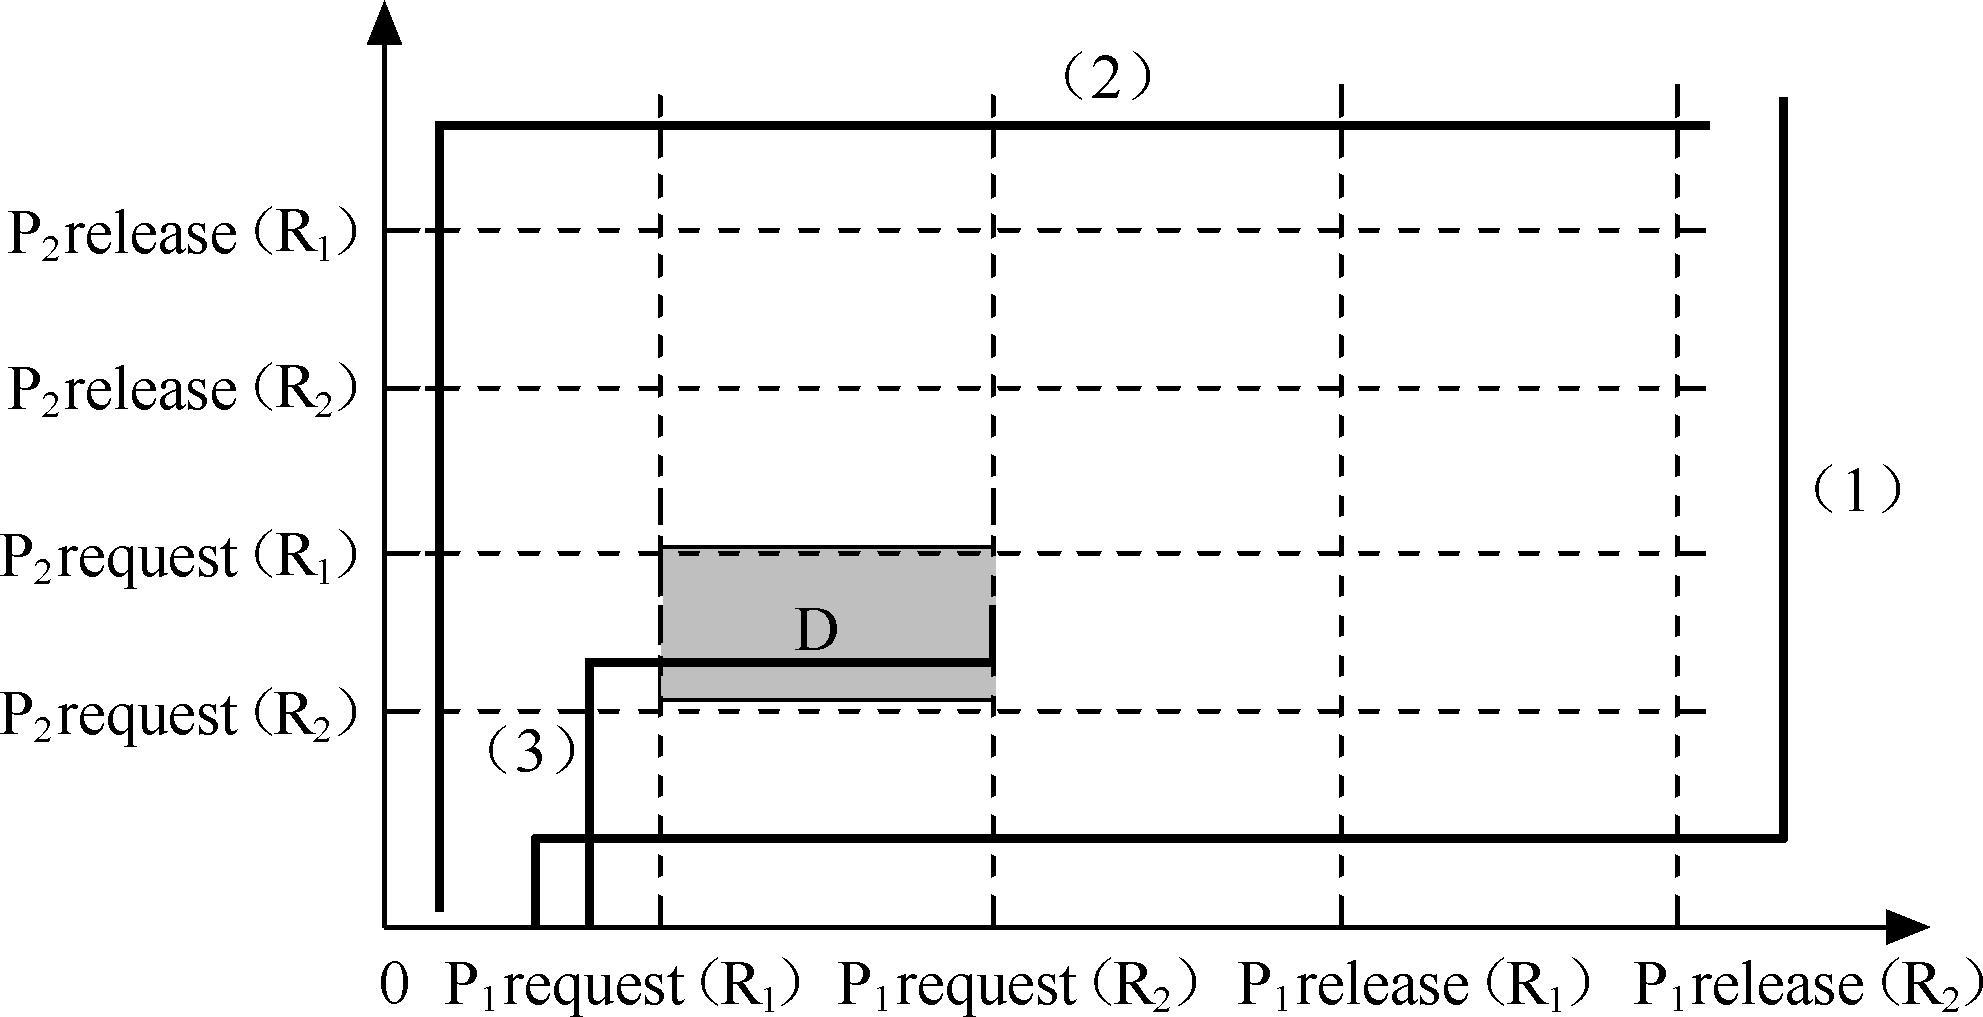 （2）
P₂release（R₁）
P₂release（R₂）
（1）
P₂request（R₁）
D
P₂request（R₂）
（3）
0 P₁request（R₁） P₁request（R₂） P₁release（R₁） P₁release（R₂）